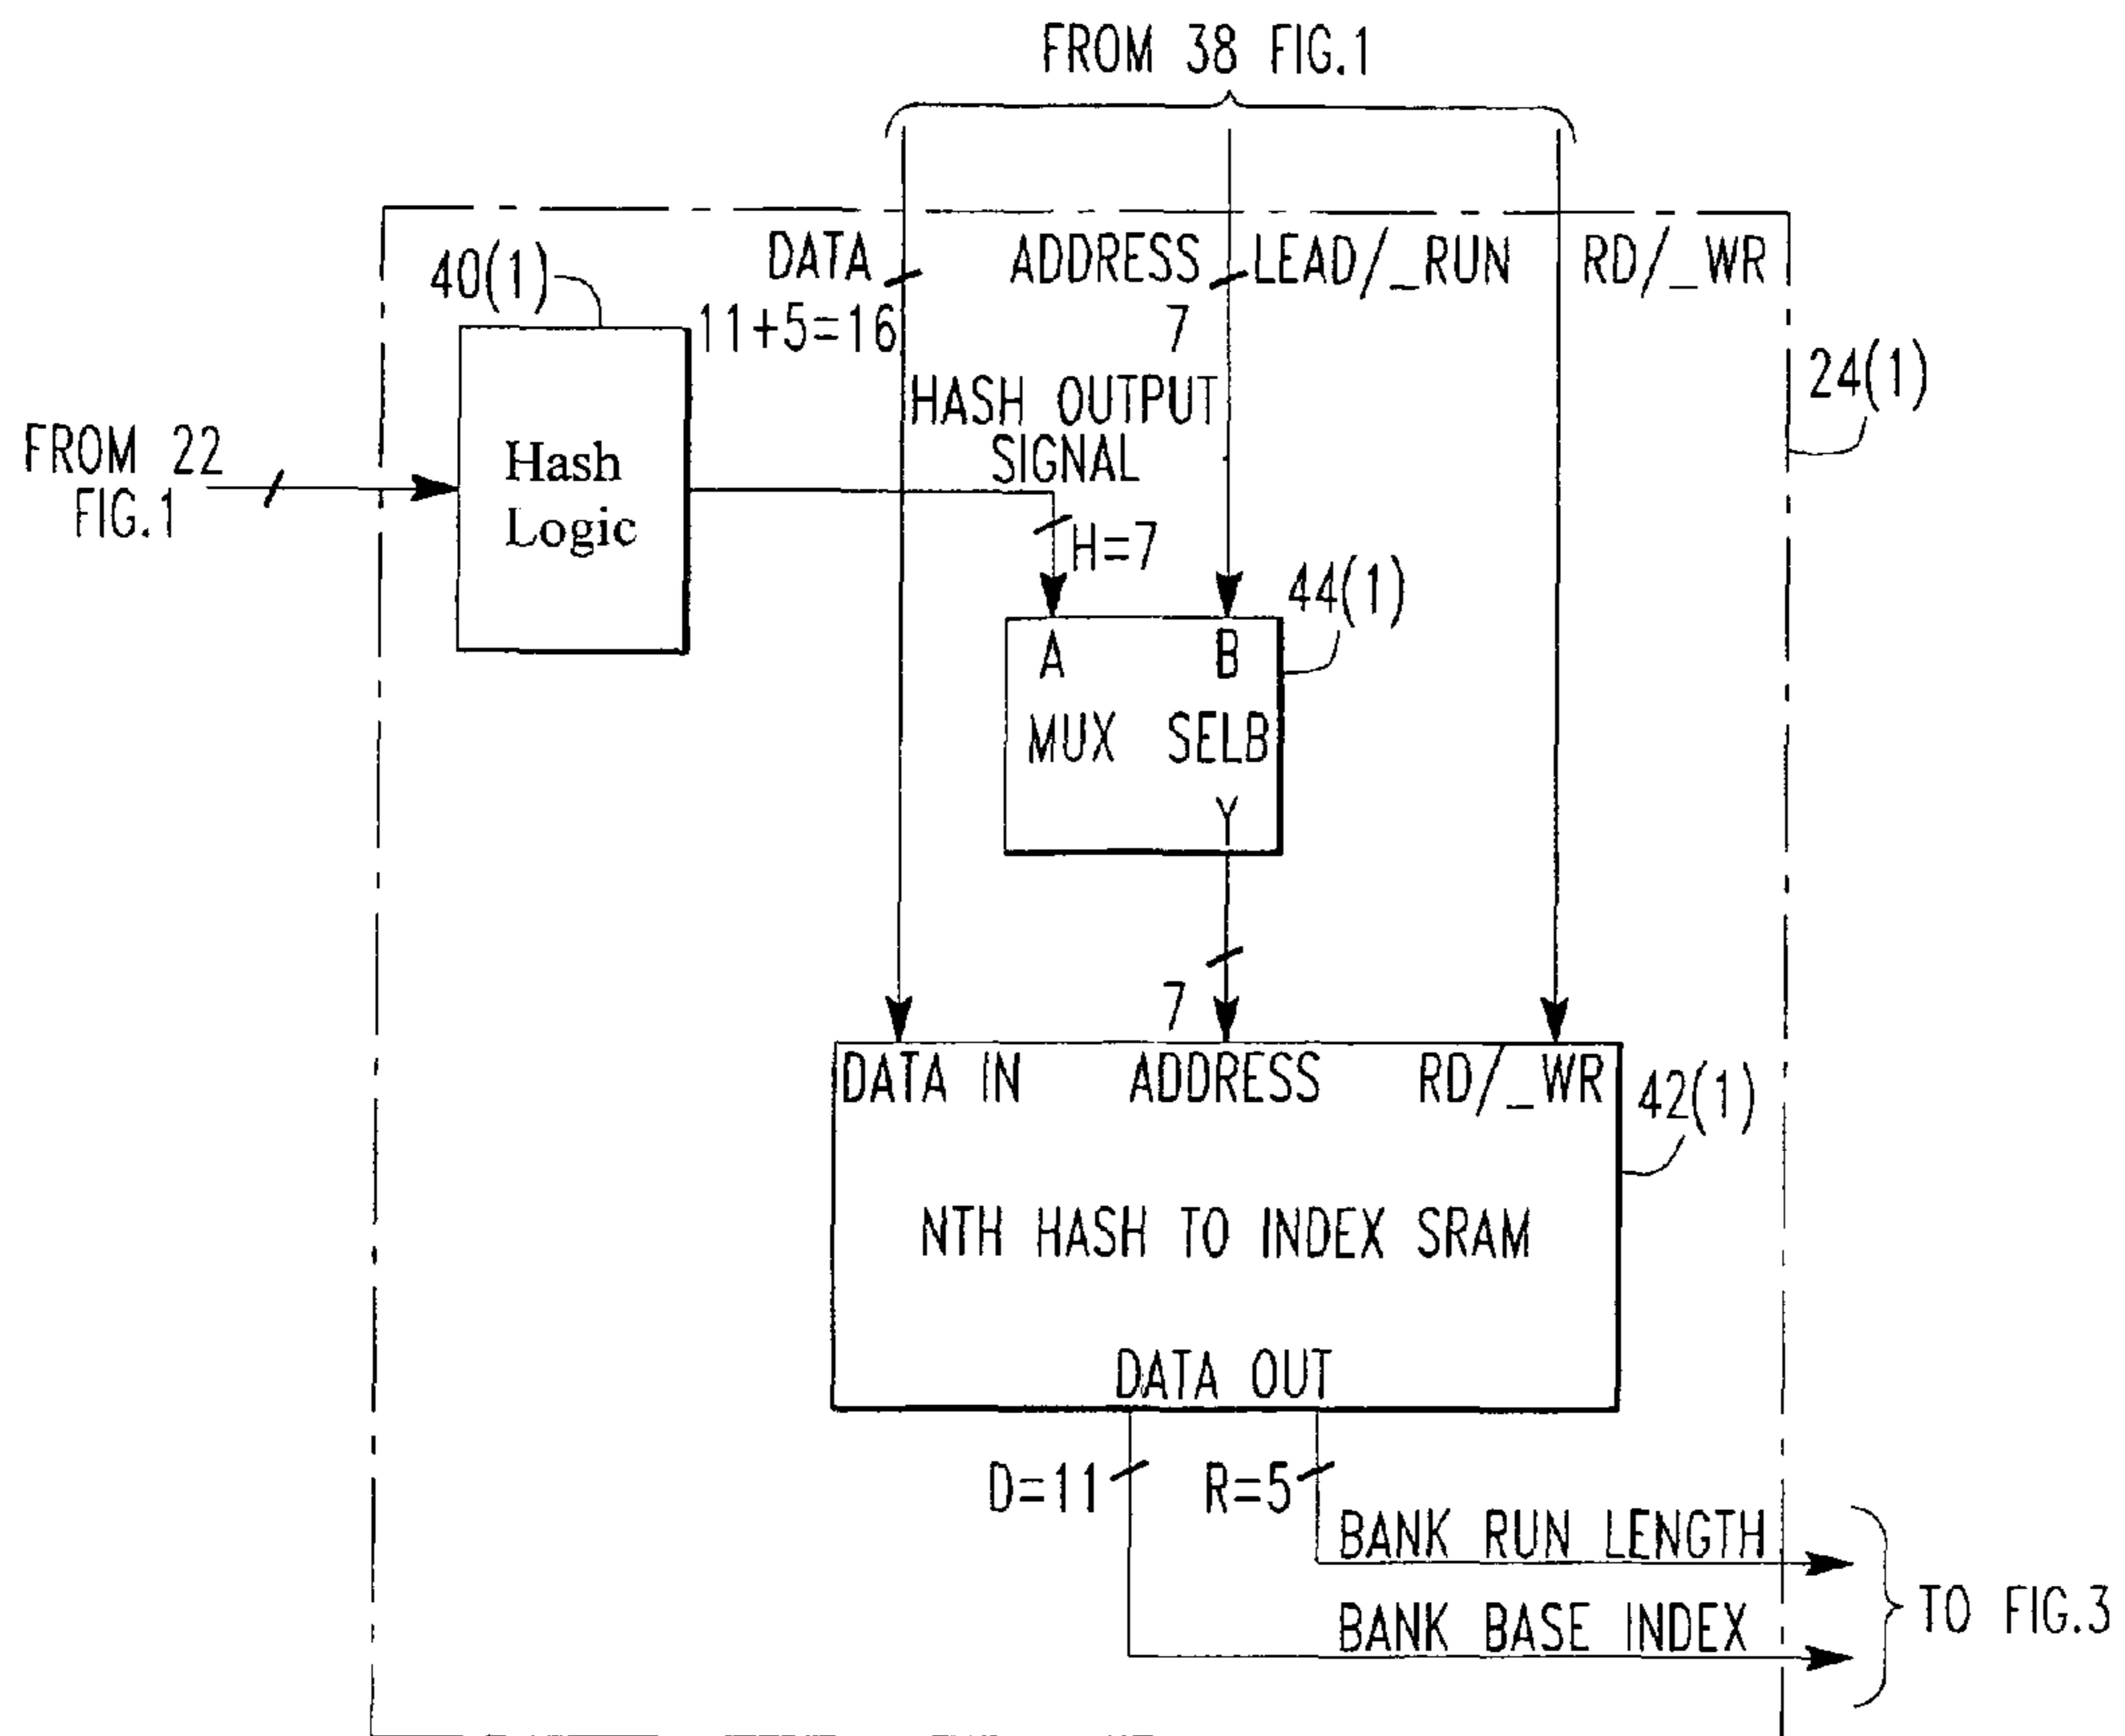 FROM 38 FIG.1
DATA
11+5=16
ADDRESS
7
LEAD/_RUN
RD/_WR
40(1)
24(1)
FROM 22
FIG.1
Hash
Logic
HASH OUTPUT
SIGNAL
H=7
44(1)
A B
MUX SELB
Y
7
DATA IN ADDRESS RD/_WR
42(1)
NTH HASH TO INDEX SRAM
DATA OUT
D=11
R=5
BANK RUN LENGTH
BANK BASE INDEX
TO FIG.3